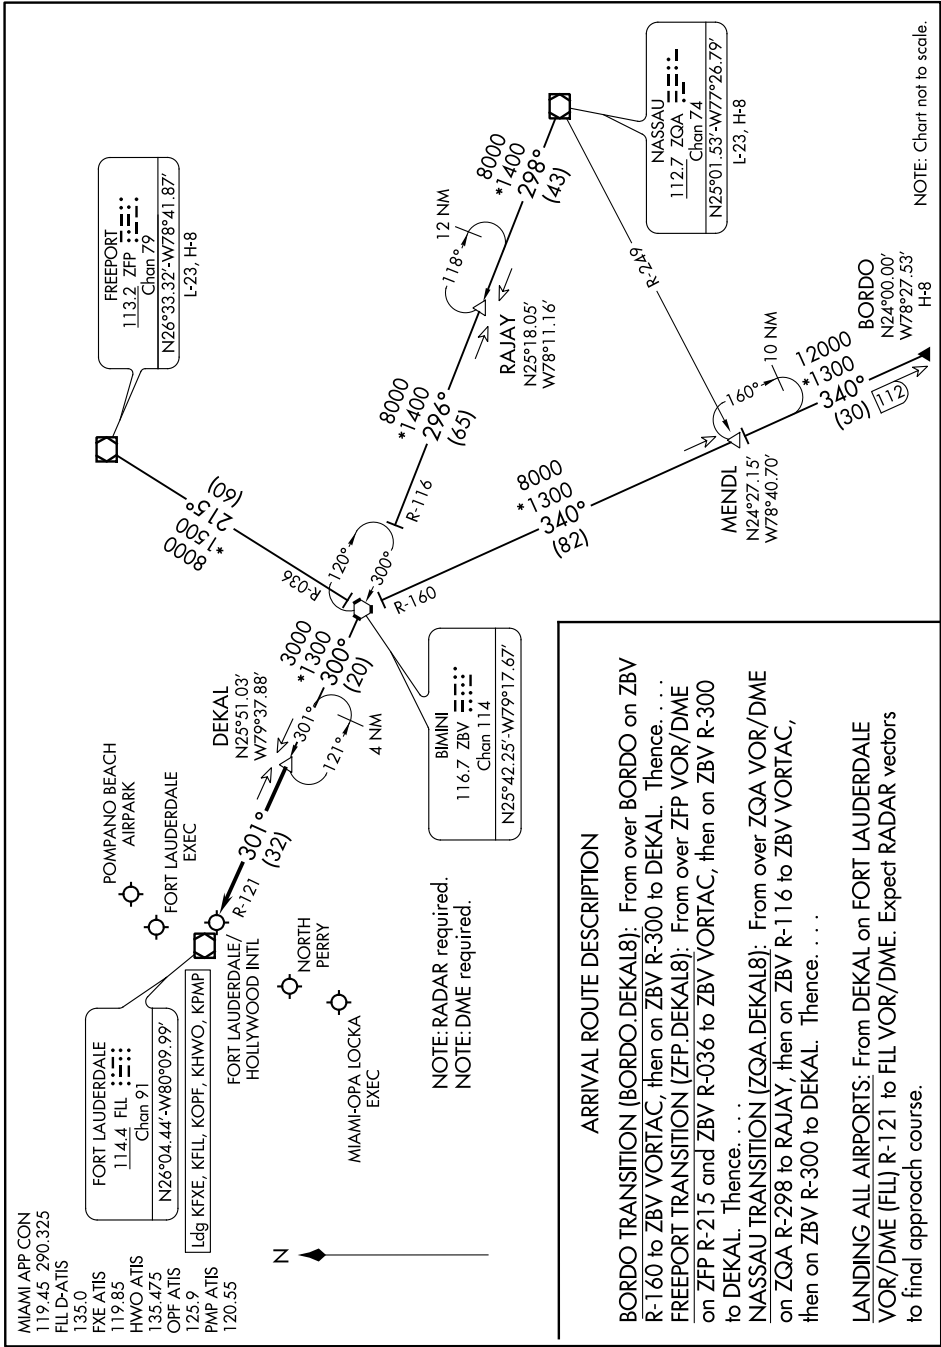 MIAMI APP CON
119.45 290.325
FLL D-ATIS
135.0
FXE ATIS
119.85
HWO ATIS
135.475
OPF ATIS
125.9
PMP ATIS
120.55
FORT LAUDERDALE
114.4 FLL
Chan 91
N26°04.44'-W80°09.99'
Ldg KFXE, KFLL, KOPF, KHWO, KPMP
POMPANO BEACH
AIRPARK
FORT LAUDERDALE
EXEC
FORT LAUDERDALE/
HOLLYWOOD INTL
NORTH
PERRY
MIAMI-OPA LOCKA
EXEC
N
R-121
301°
(32)
DEKAL
N25°51.03'
W79°37.88'
301°
121°
4 NM
3000
*1300
300°
(20)
NOTE: RADAR required.
NOTE: DME required.
BIMINI
116.7 ZBV
Chan 114
N25°42.25'-W79°17.67'
FREEPORT
113.2 ZFP
Chan 79
N26°33.32'-W78°41.87'
L-23, H-8
8000
*1500
215°
(60)
R-036
120°
300°
R-116
R-160
8000
*1400
296°
(65)
RAJAY
N25°18.05'
W78°11.16'
118°
12 NM
8000
*1400
298°
(43)
NASSAU
112.7 ZQA
Chan 74
N25°01.53'-W77°26.79'
L-23, H-8
R-249
8000
*1300
340°
(82)
MENDL
N24°27.15'
W78°40.70'
160°
10 NM
12000
*1300
340°
(30)
112
BORDO
N24°00.00'
W78°27.53'
H-8
NOTE: Chart not to scale.
ARRIVAL ROUTE DESCRIPTION
BORDO TRANSITION (BORDO.DEKAL8): From over BORDO on ZBV
R-160 to ZBV VORTAC, then on ZBV R-300 to DEKAL. Thence. . . .
FREEPORT TRANSITION (ZFP.DEKAL8): From over ZFP VOR/DME
on ZFP R-215 and ZBV R-036 to ZBV VORTAC, then on ZBV R-300
to DEKAL. Thence. . . .
NASSAU TRANSITION (ZQA.DEKAL8): From over ZQA VOR/DME
on ZQA R-298 to RAJAY, then on ZBV R-116 to ZBV VORTAC,
then on ZBV R-300 to DEKAL. Thence. . . .
LANDING ALL AIRPORTS: From DEKAL on FORT LAUDERDALE
VOR/DME (FLL) R-121 to FLL VOR/DME. Expect RADAR vectors
to final approach course.